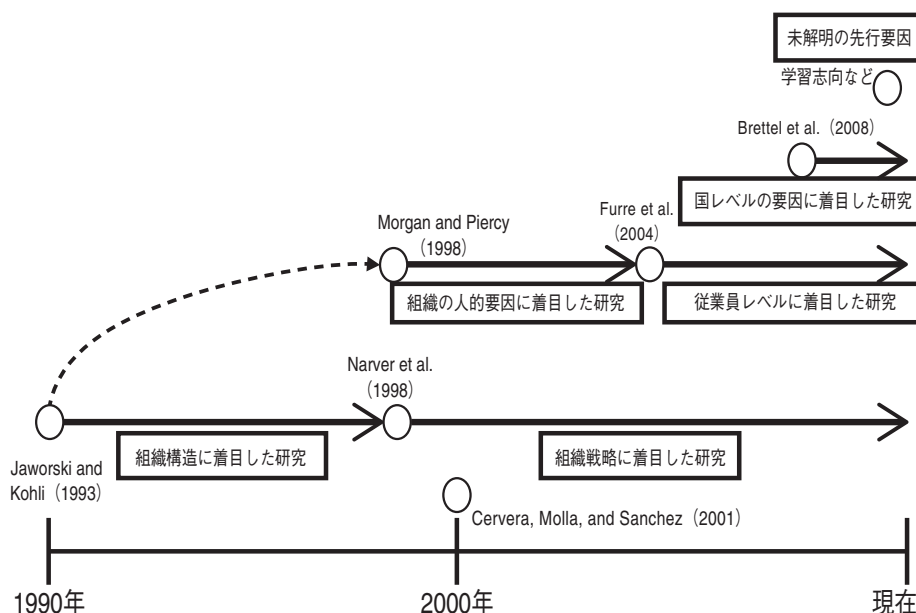 未解明の先行要因
学習志向など
Brettel et al.（2008）
国レベルの要因に着目した研究
Morgan and Piercy
（1998）
Furre et al.
（2004）
組織の人的要因に着目した研究
従業員レベルに着目した研究
Narver et al.
（1998）
組織構造に着目した研究
組織戦略に着目した研究
Jaworski and
Kohli（1993）
Cervera, Molla, and Sanchez（2001）
1990年
2000年
現在